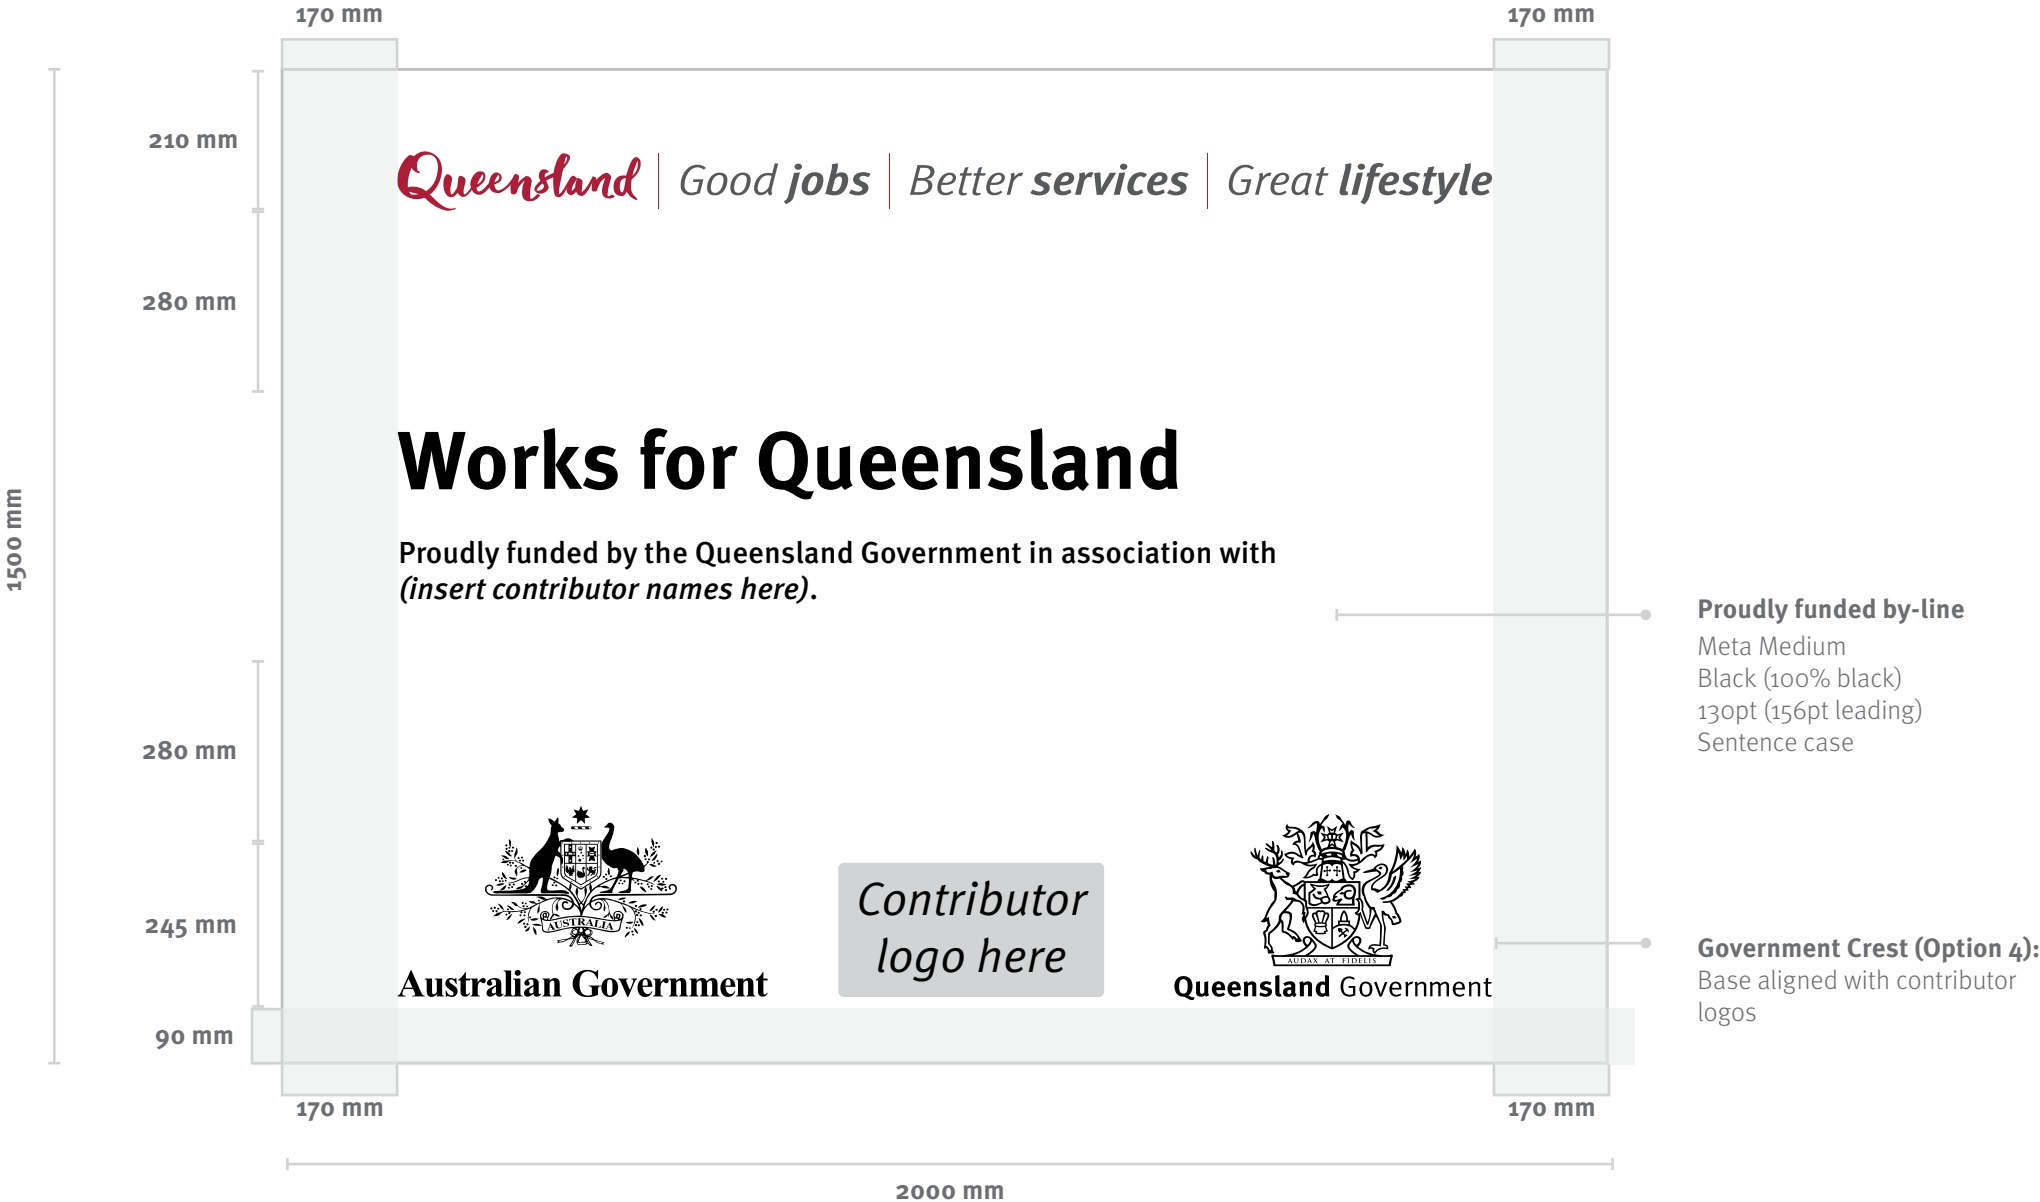 170 mm
170 mm
210 mm
Queensland | Good jobs | Better services | Great lifestyle
280 mm
Works for Queensland
1500 mm
Proudly funded by the Queensland Government in association with
(insert contributor names here).
Proudly funded by-line
Meta Medium
Black (100% black)
130pt (156pt leading)
Sentence case
280 mm
245 mm
AUSTRALIA
Australian Government
Contributor
logo here
AUDAX AT FIDELIS
Queensland Government
Government Crest (Option 4):
Base aligned with contributor
logos
90 mm
170 mm
170 mm
2000 mm